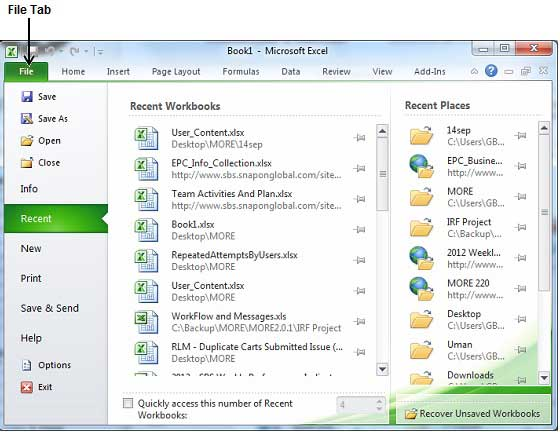 File Tab
Book1 - Microsoft Excel
File Home Insert Page Layout Formulas Data Review View Add-Ins
Save
Save As
Open
Close
Info
Recent
New
Print
Save & Send
Help
Options
Exit
Recent Workbooks
User_Content.xlsx
Desktop\MORE\14sep
EPC_Info_Collection.xlsx
http://www.sbs.snaponglobal.com/site...
Team Activities And Plan.xlsx
http://www.sbs.snaponglobal.com/site...
Book1.xlsx
Desktop\MORE
RepeatedAttemptsByUsers.xl
Desktop\MORE
User_Content.xlsx
Desktop\MORE
WorkFlow and Messages.xls
C:\Backup\MORE\MORE2.0.1\IRF Project
RLM - Duplicate Carts Submitted Issue (...
Desktop\MORE
Quickly access this number of Recent
Workbooks:
4
Recent Places
14sep
C:\Users\GB...
EPC_Busine...
http://www....
MORE
C:\Users\GB...
IRF Project
C:\Backup\...
2012 Weekl...
http://www....
MORE 220
http://www....
Desktop
C:\Users\GB...
Uman
C:\Users\GB...
Downloads
C:\Users\GB...
Recover Unsaved Workbooks